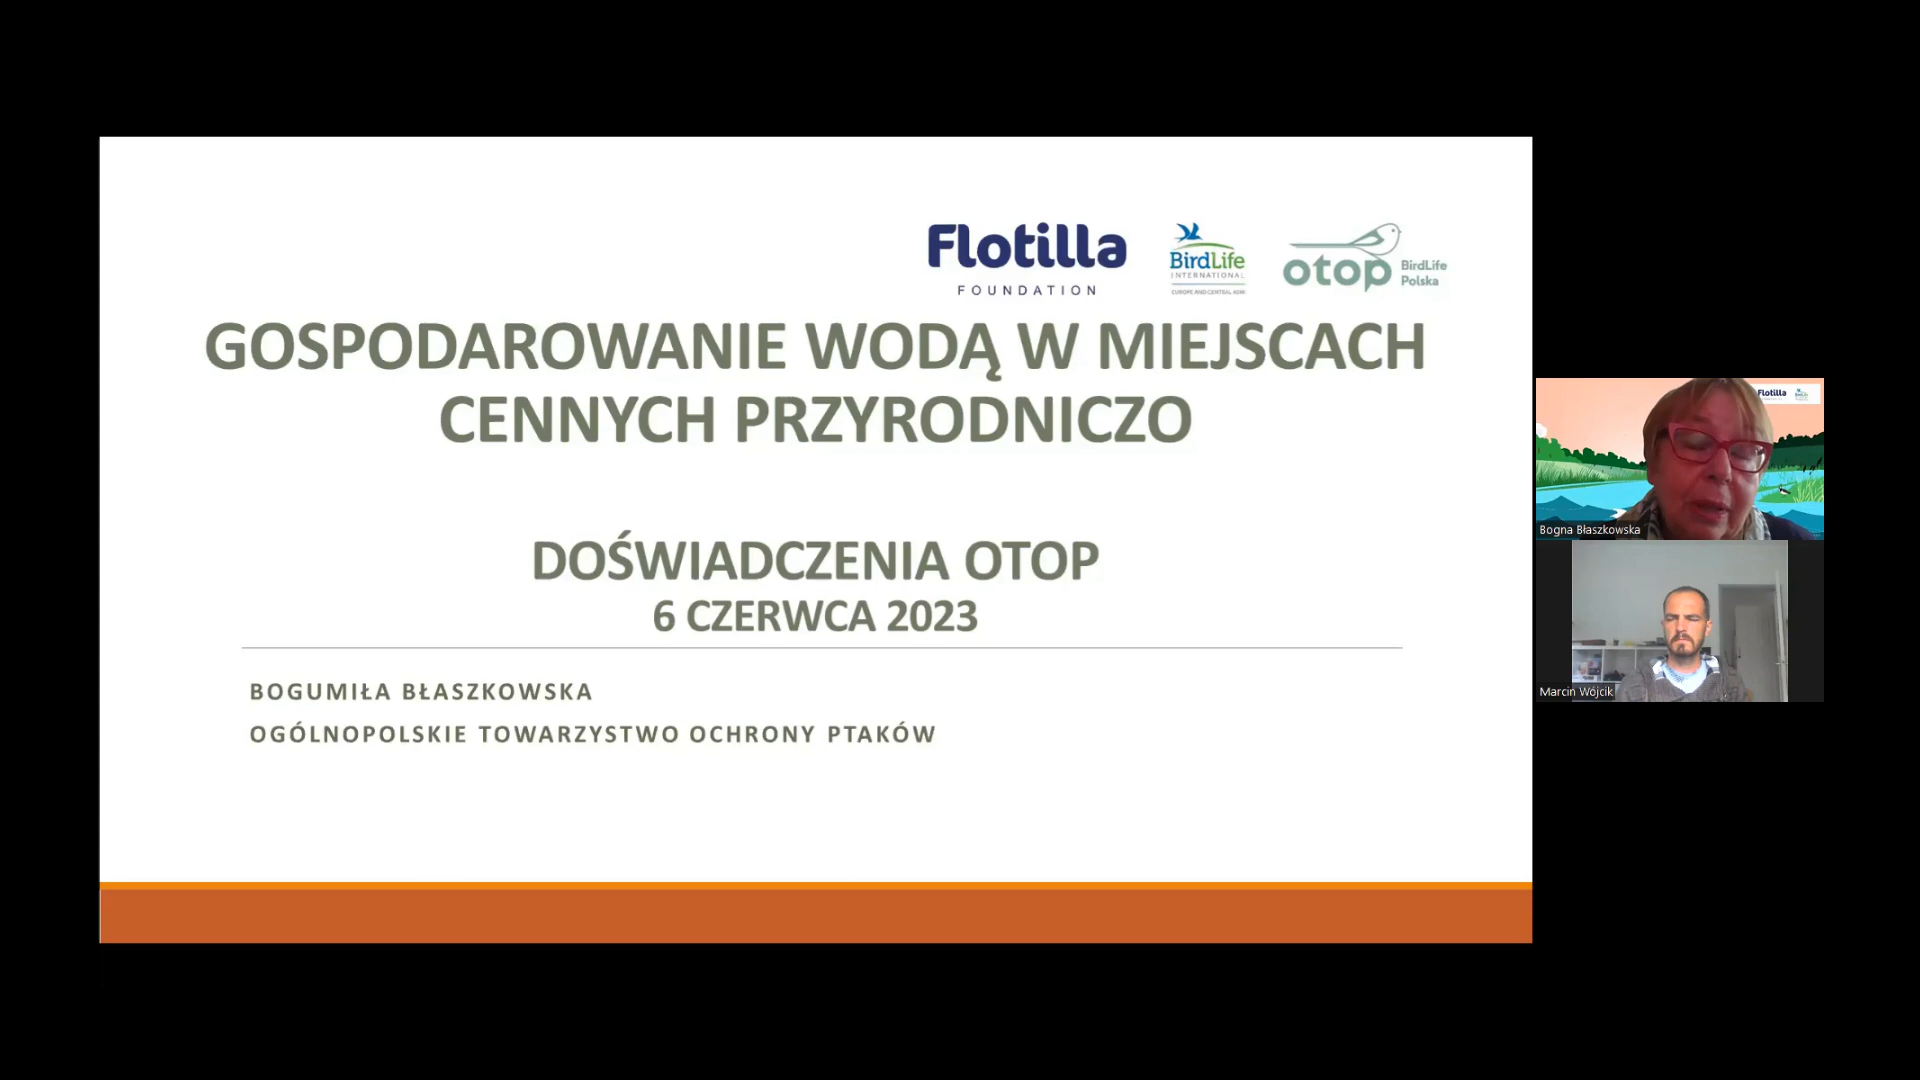 Flotilla
FOUNDATION
BirdLife
INTERNATIONAL
EUROPE AND CENTRAL ASIA
otop BirdLife
Polska
GOSPODAROWANIE WODĄ W MIEJSCACH
CENNYCH PRZYRODNICZO
DOŚWIADCZENIA OTOP
6 CZERWCA 2023
BOGUMIŁA BŁASZKOWSKA
OGÓLNOPOLSKIE TOWARZYSTWO OCHRONY PTAKÓW
Flotilla
Bogna Błaszkowska
Marcin Wójcik